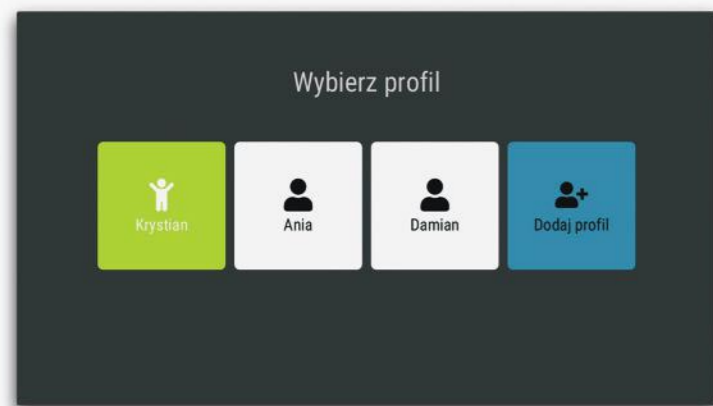 Wybierz profil
Krystian
Ania
Damian
Dodaj profil